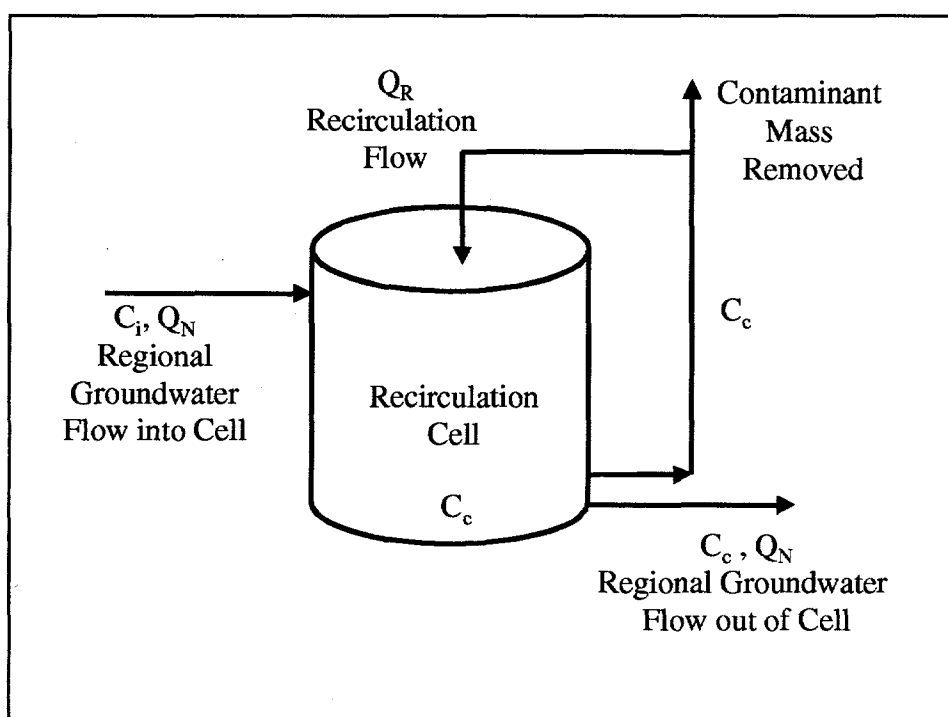 Q_R
Recirculation
Flow
Contaminant
Mass
Removed
C_i, Q_N
Regional
Groundwater
Flow into Cell
C_c
Recirculation
Cell
C_c
C_c , Q_N
Regional Groundwater
Flow out of Cell